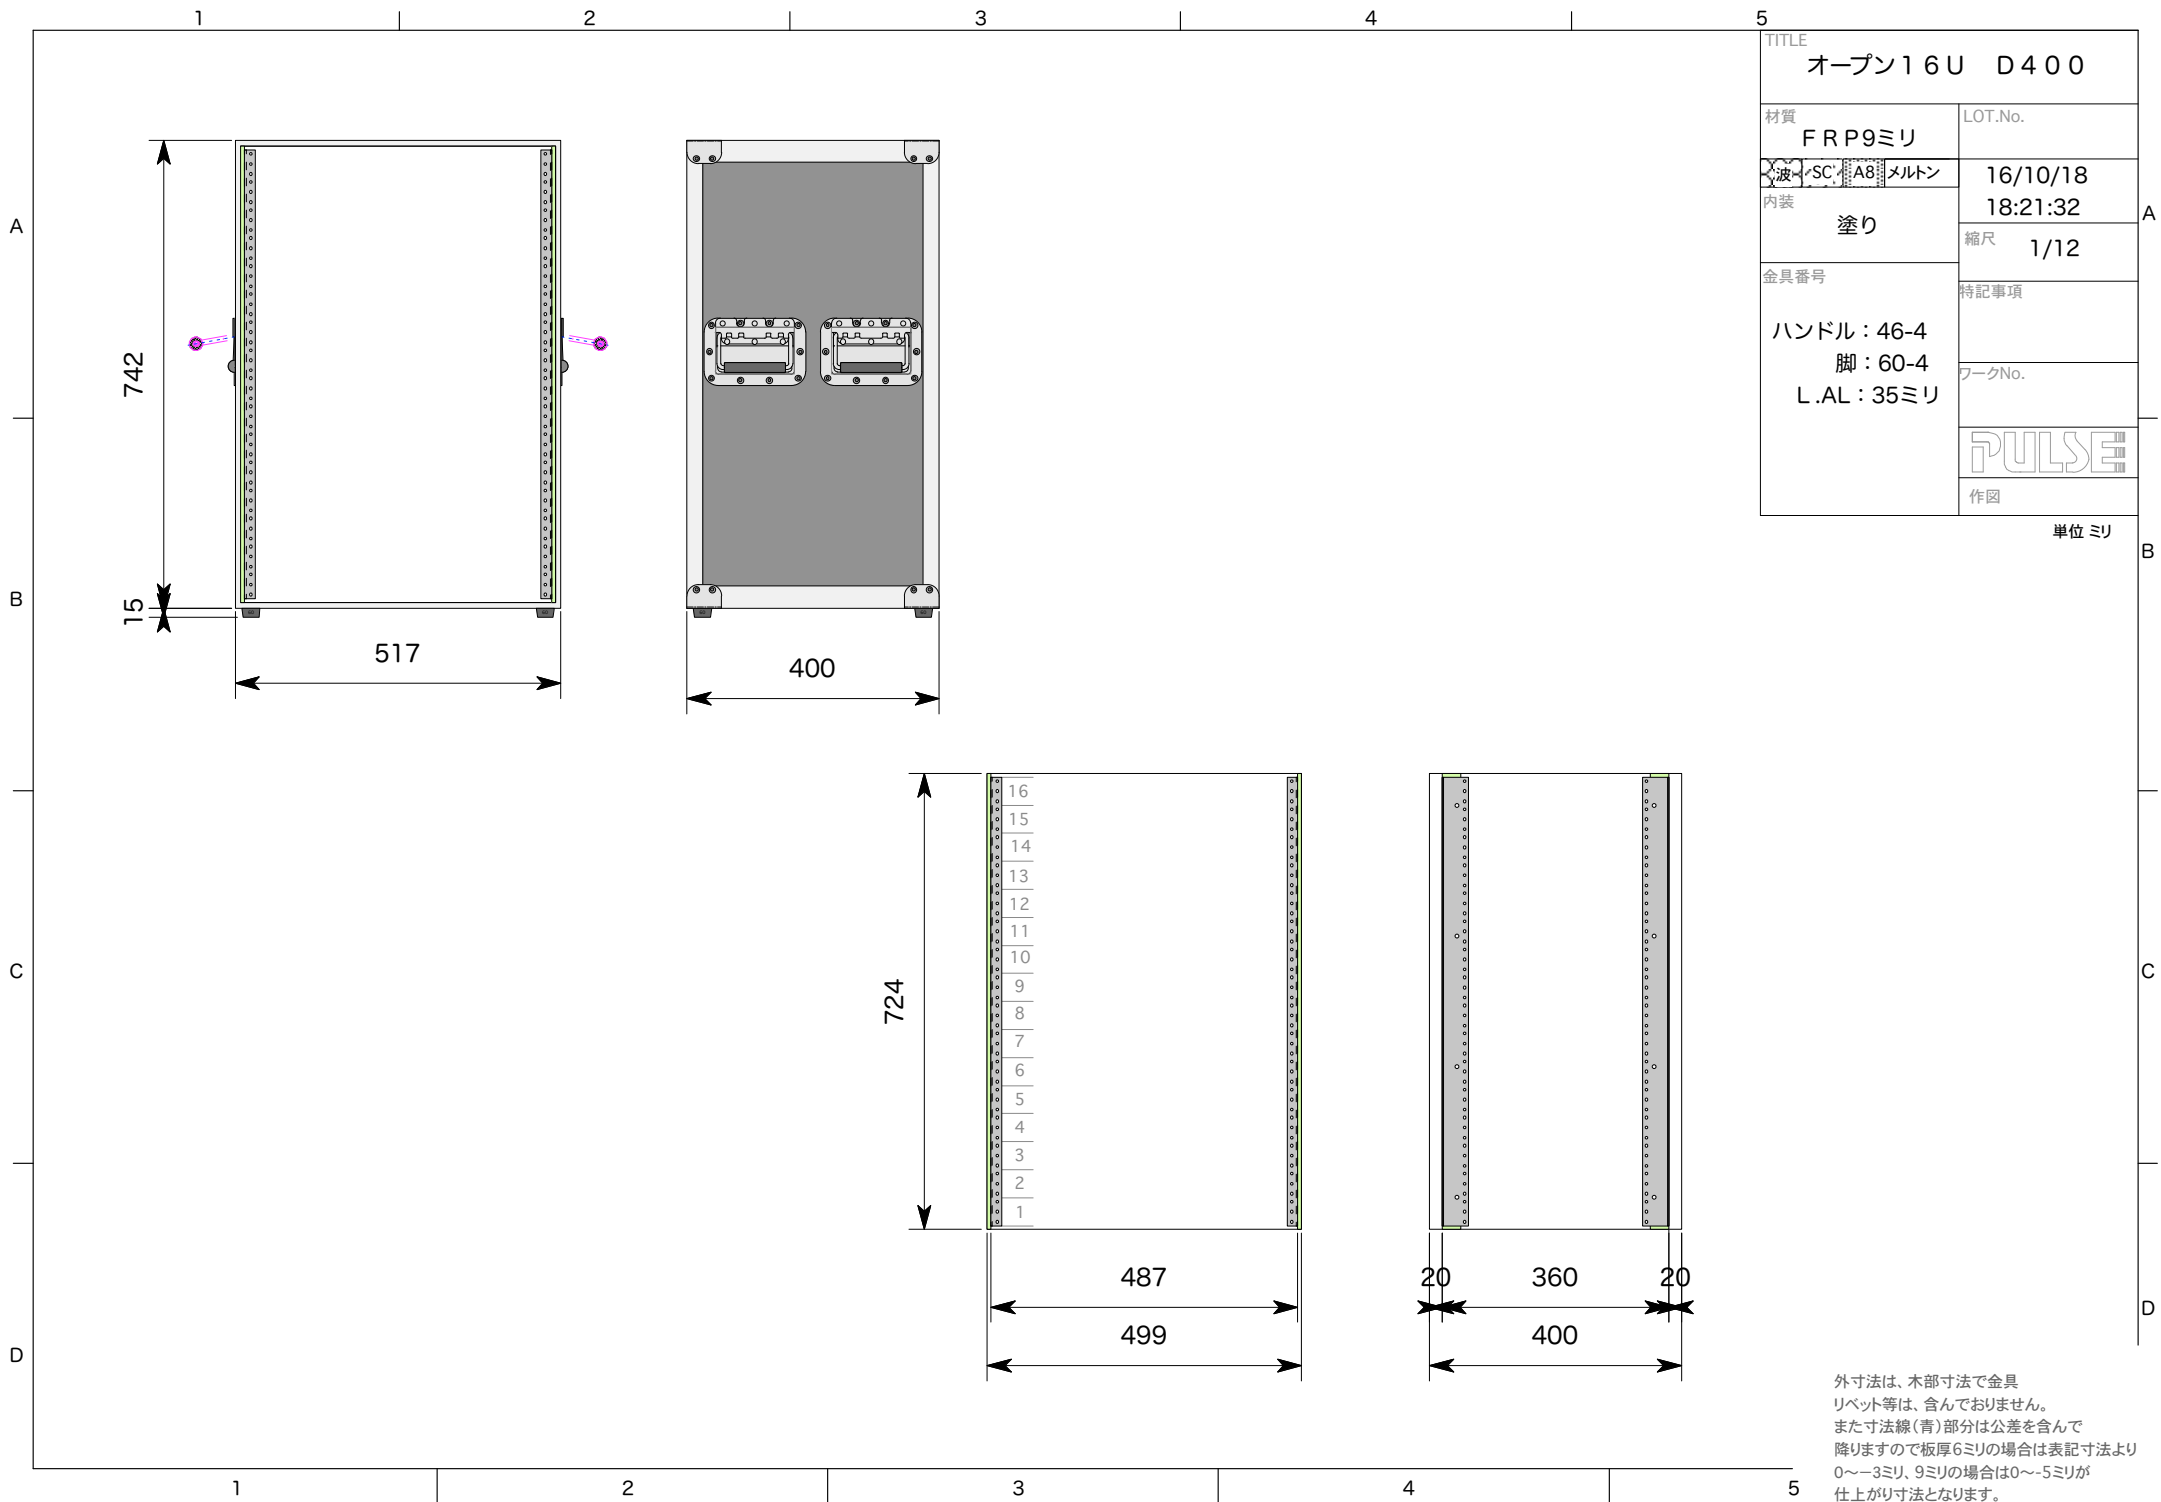 1 2 3 4 5
TITLE
オープン１６Ｕ　Ｄ４００
材質
ＦＲＰ9ミリ
LOT.No.
波 SC A8 メルトン
16/10/18
18:21:32
内装
塗り
縮尺
1/12
金具番号
特記事項
ハンドル：46-4
脚：60-4
Ｌ.AL：35ミリ
ワークNo.
PULSE
作図
単位 ミリ
A
A
B
B
C
C
D
D
742
15
517
400
16
15
14
13
12
11
10
9
8
7
6
5
4
3
2
1
724
487
499
20 360 20
400
外寸法は、木部寸法で金具
リベット等は、含んでおりません。
また寸法線（青）部分は公差を含んで
降りますので板厚6ミリの場合は表記寸法より
0〜−3ミリ、9ミリの場合は0〜-5ミリが
仕上がり寸法となります。
1 2 3 4 5